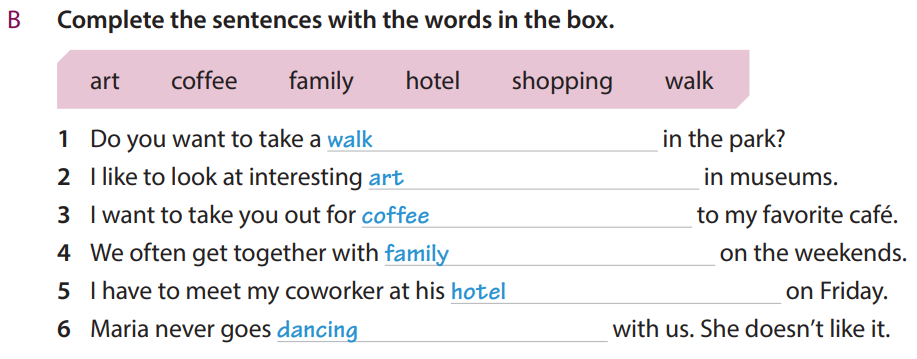 B Complete the sentences with the words in the box.
art coffee family hotel shopping walk
1 Do you want to take a walk in the park?
2 I like to look at interesting art in museums.
3 I want to take you out for coffee to my favorite café.
4 We often get together with family on the weekends.
5 I have to meet my coworker at his hotel on Friday.
6 Maria never goes dancing with us. She doesn't like it.